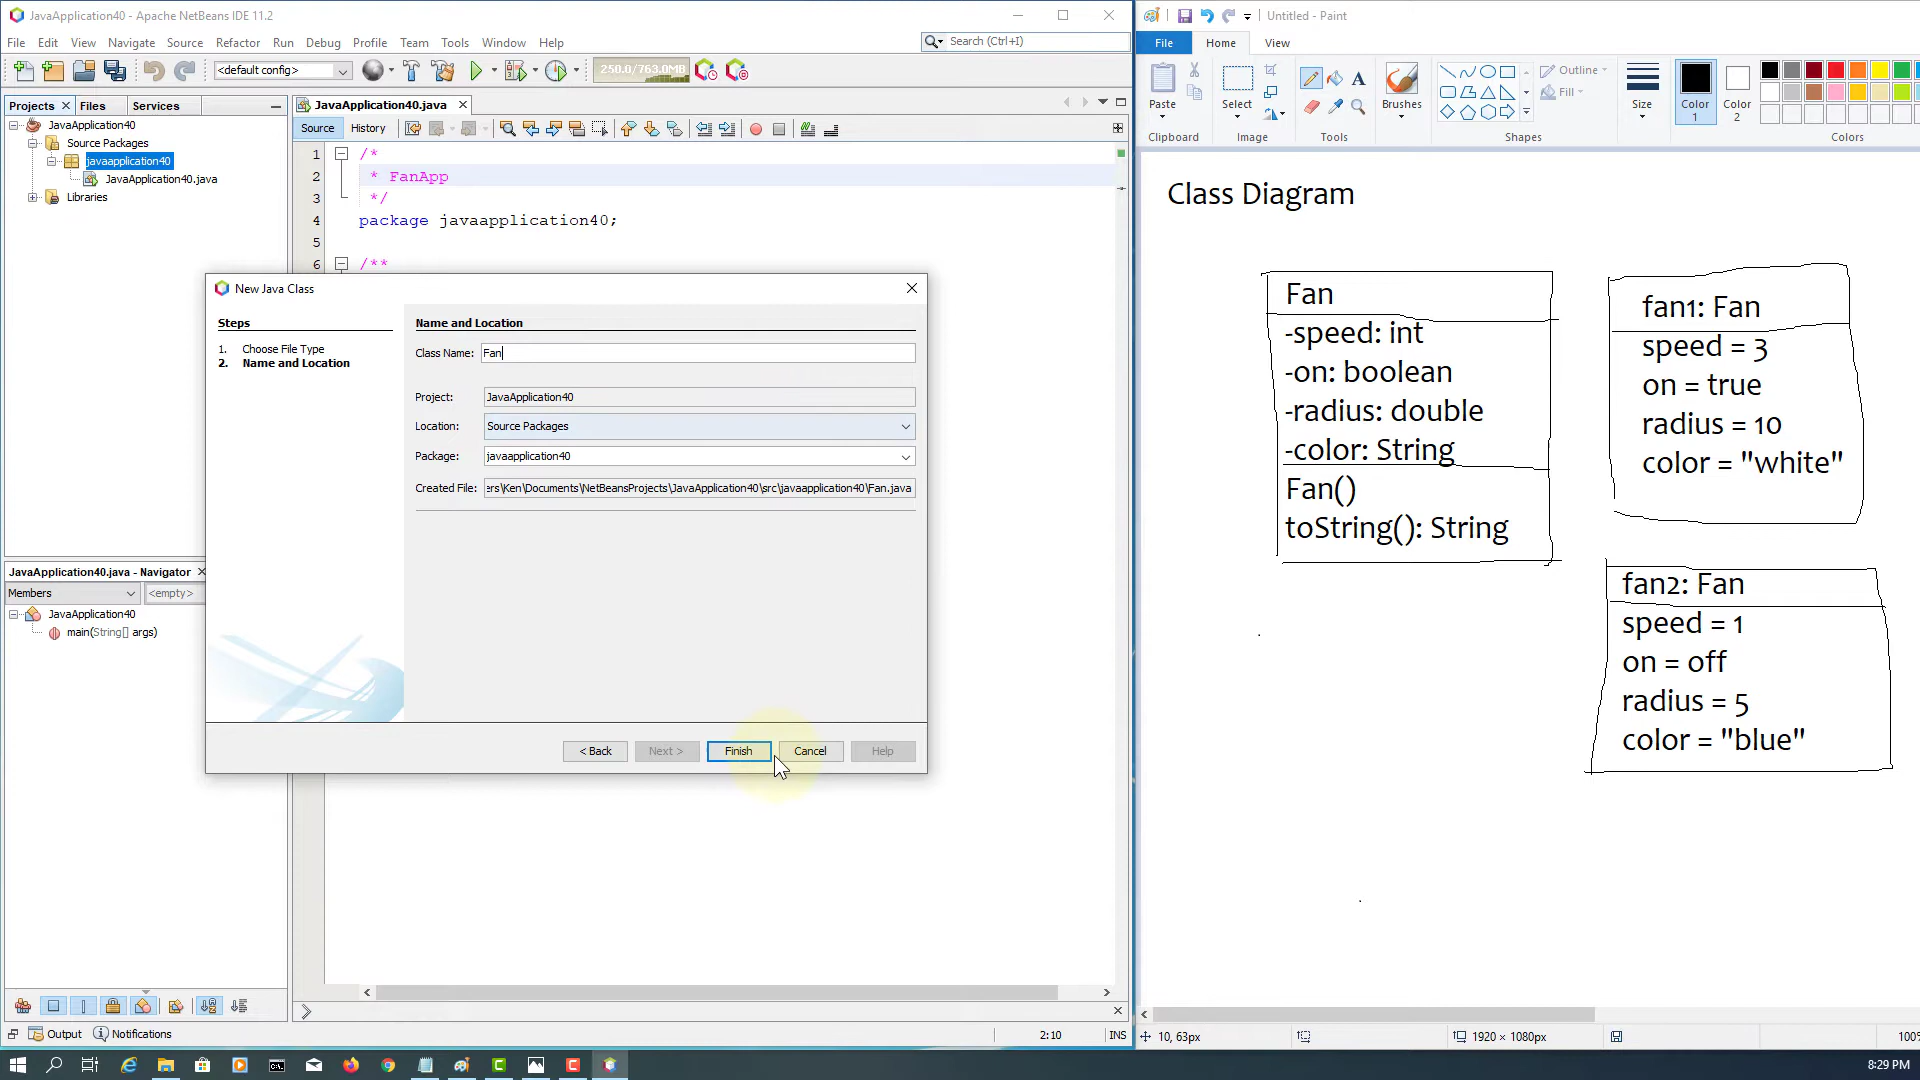 JavaApplication40 - Apache NetBeans IDE 11.2
File Edit View Navigate Source Refactor Run Debug Profile Team Tools Window Help
Search (Ctrl+I)
<default config>
250.0/763.0MB
Projects Files Services
JavaApplication40
Source Packages
javaapplication40
JavaApplication40.java
Libraries
JavaApplication40.java
Source History
1 /*
2 * FanApp
3 */
4 package javaapplication40;
5
6 /**
New Java Class
Steps
1. Choose File Type
2. Name and Location
Name and Location
Class Name: Fan
Project: JavaApplication40
Location: Source Packages
Package: javaapplication40
Created File: ers\Ken\Documents\NetBeansProjects\JavaApplication40\src\javaapplication40\Fan.java
< Back Next > Finish Cancel Help
JavaApplication40.java - Navigator
Members <empty>
JavaApplication40
main(String[] args)
Output Notifications
2:10 INS
Untitled - Paint
File Home View
Paste
Clipboard
Select
Image
A
Tools
Brushes
Shapes
Outline
Fill
Size
Color 1
Color 2
Colors
Class Diagram
Fan
-speed: int
-on: boolean
-radius: double
-color: String
Fan()
toString(): String
fan1: Fan
speed = 3
on = true
radius = 10
color = "white"
fan2: Fan
speed = 1
on = off
radius = 5
color = "blue"
10, 63px
1920 × 1080px
100%
8:29 PM